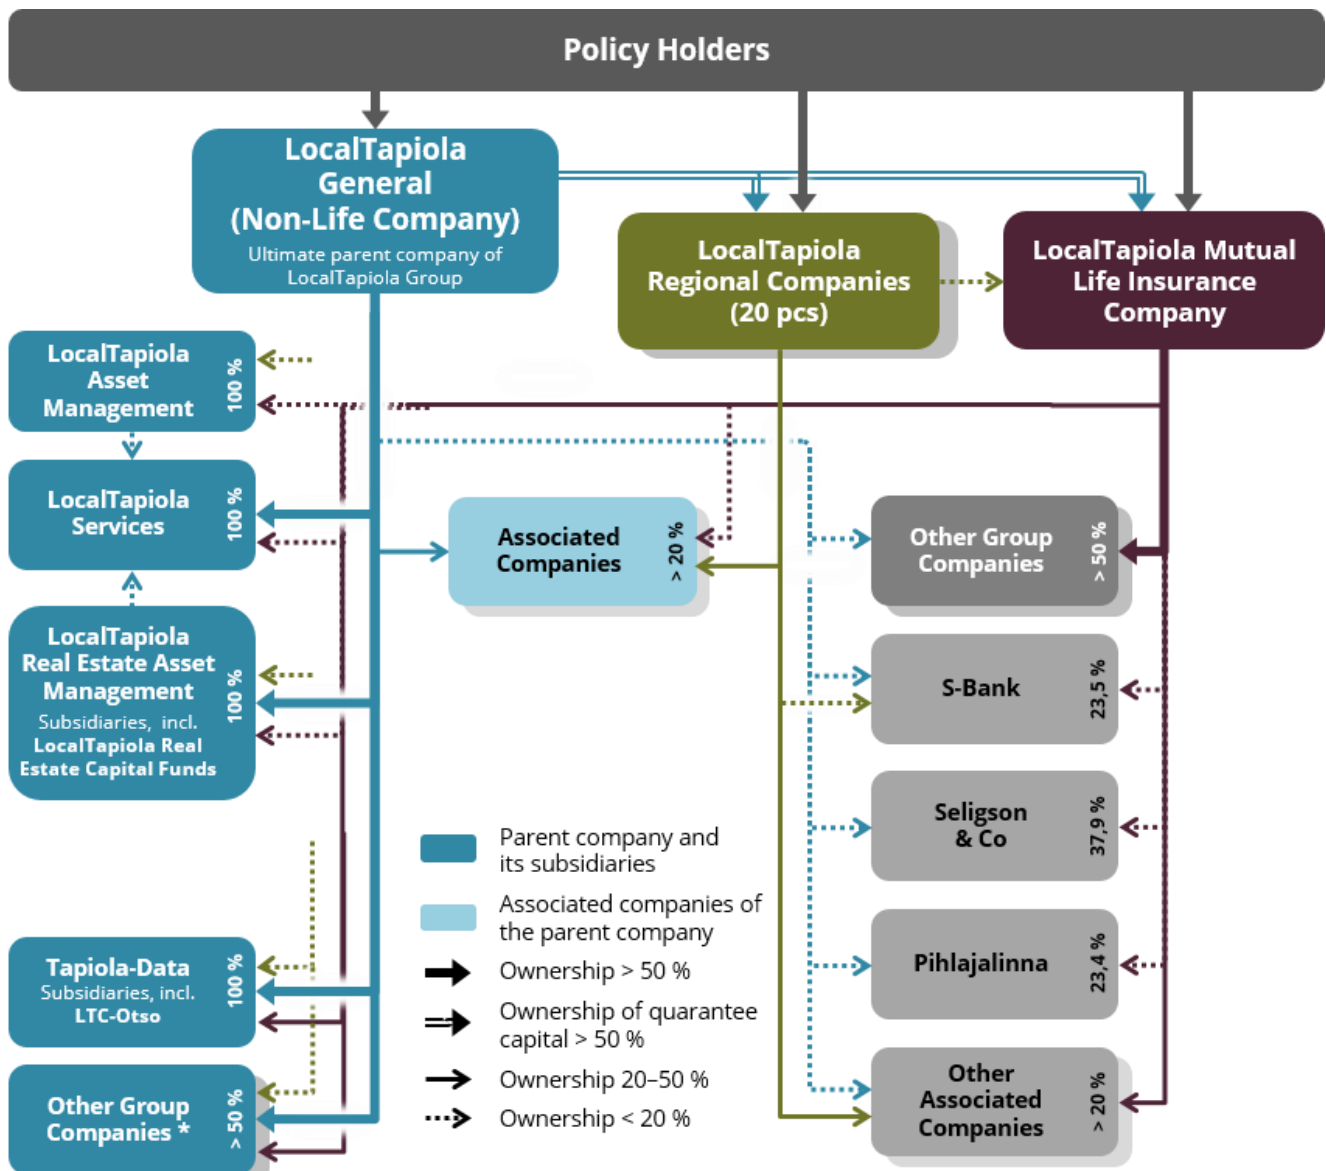 Policy Holders
LocalTapiola
General
(Non-Life Company)
Ultimate parent company of
LocalTapiola Group
LocalTapiola
Regional Companies
(20 pcs)
LocalTapiola Mutual
Life Insurance
Company
LocalTapiola
Asset
Management
100 %
LocalTapiola
Services
100 %
LocalTapiola
Real Estate Asset
Management
Subsidiaries, incl.
LocalTapiola Real
Estate Capital Funds
100 %
Tapiola-Data
Subsidiaries, incl.
LTC-Otso
100 %
Other Group
Companies *
> 50 %
Associated
Companies
> 20 %
Other Group
Companies
> 50 %
S-Bank
23,5 %
Seligson
& Co
37,9 %
Pihlajalinna
23,4 %
Other
Associated
Companies
> 20 %
Parent company and
its subsidiaries
Associated companies of
the parent company
Ownership > 50 %
Ownership of quarantee
capital > 50 %
Ownership 20–50 %
Ownership < 20 %